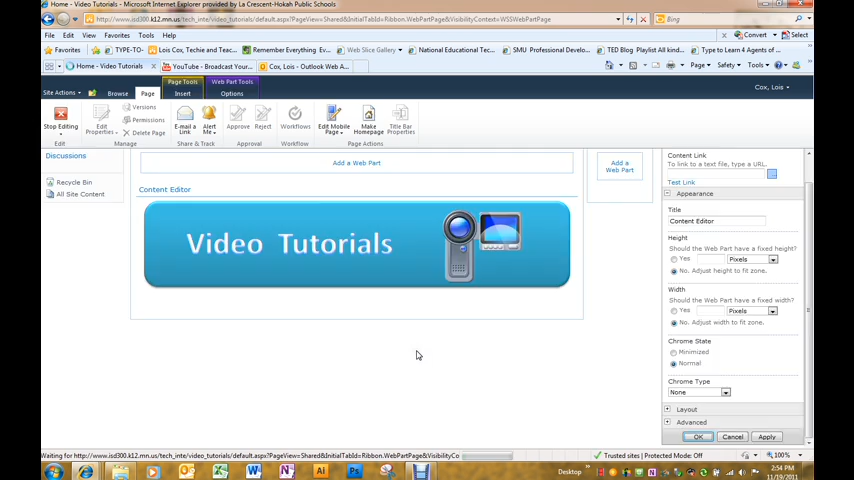 Home - Video Tutorials - Microsoft Internet Explorer provided by La Crescent-Hokah Public Schools
http://www.isd300.k12.mn.us/tech_inte/video_tutorials/default.aspx?PageView=Shared&InitialTabId=Ribbon.WebPartPage&VisibilityContext=WSSWebPartPage
Bing
File Edit View Favorites Tools Help
Convert Select
Favorites TYPE-TO- Lois Cox, Techie and Teac... Remember Everything. Ev... Web Slice Gallery National Educational Tec... SMU Professional Develo... TED Blog Playlist All kind... Type to Learn 4 Agents of...
Home - Video Tutorials YouTube - Broadcast Your... Cox, Lois - Outlook Web A...
Page Safety Tools
Page Tools Web Part Tools
Site Actions Browse Page Insert Options Cox, Lois
Stop Editing Edit Properties Versions Permissions Delete Page E-mail a Link Alert Me Approve Reject Workflows Edit Mobile Page Make Homepage Title Bar Properties
Edit Manage Share & Track Approval Workflow Page Actions
Discussions
Recycle Bin
All Site Content
Add a Web Part
Add a Web Part
Content Editor
Video Tutorials
Content Link
To link to a text file, type a URL.
Test Link
Appearance
Title
Content Editor
Height
Should the Web Part have a fixed height?
Yes Pixels
No. Adjust height to fit zone.
Width
Should the Web Part have a fixed width?
Yes Pixels
No. Adjust width to fit zone.
Chrome State
Minimized
Normal
Chrome Type
None
Layout
Advanced
OK Cancel Apply
Waiting for http://www.isd300.k12.mn.us/tech_inte/video_tutorials/default.aspx?PageView=Shared&InitialTabId=Ribbon.WebPartPage&VisibilityCo
Trusted sites | Protected Mode: Off 100%
Desktop
2:54 PM
11/19/2011